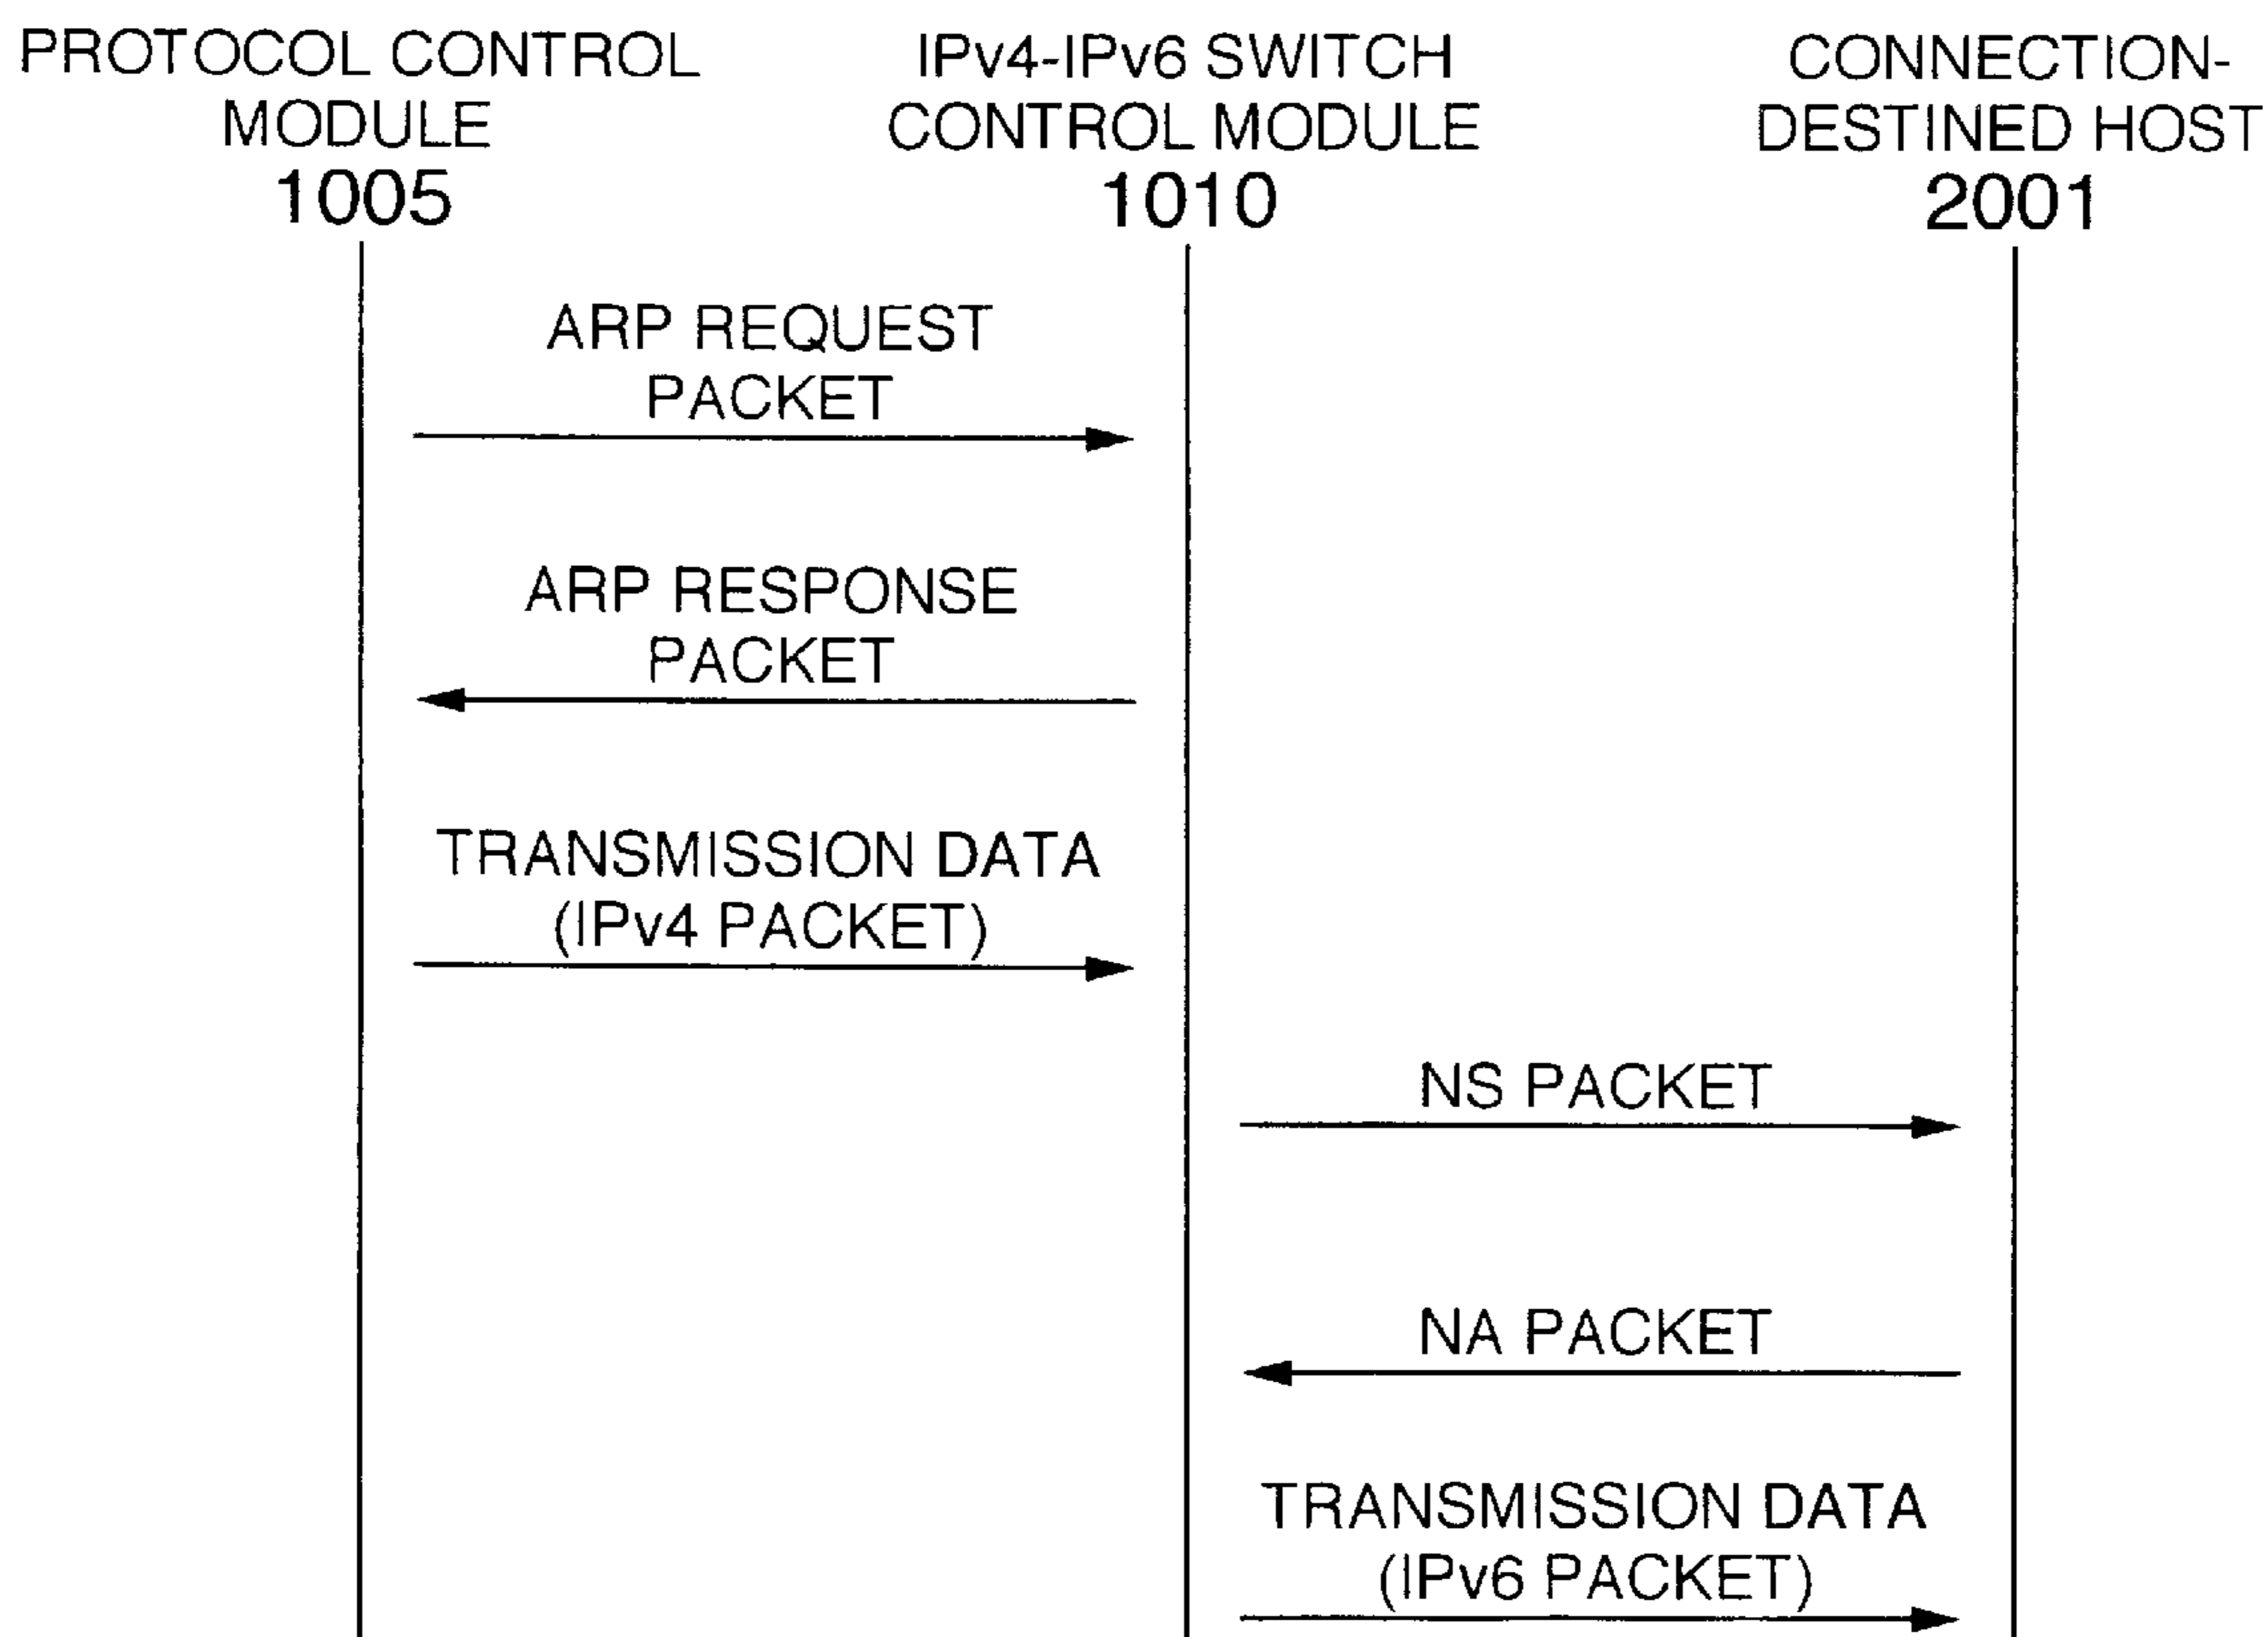 PROTOCOL CONTROL
MODULE
1005
IPv4-IPv6 SWITCH
CONTROL MODULE
1010
CONNECTION-
DESTINED HOST
2001
ARP REQUEST
PACKET
ARP RESPONSE
PACKET
TRANSMISSION DATA
(IPv4 PACKET)
NS PACKET
NA PACKET
TRANSMISSION DATA
(IPv6 PACKET)